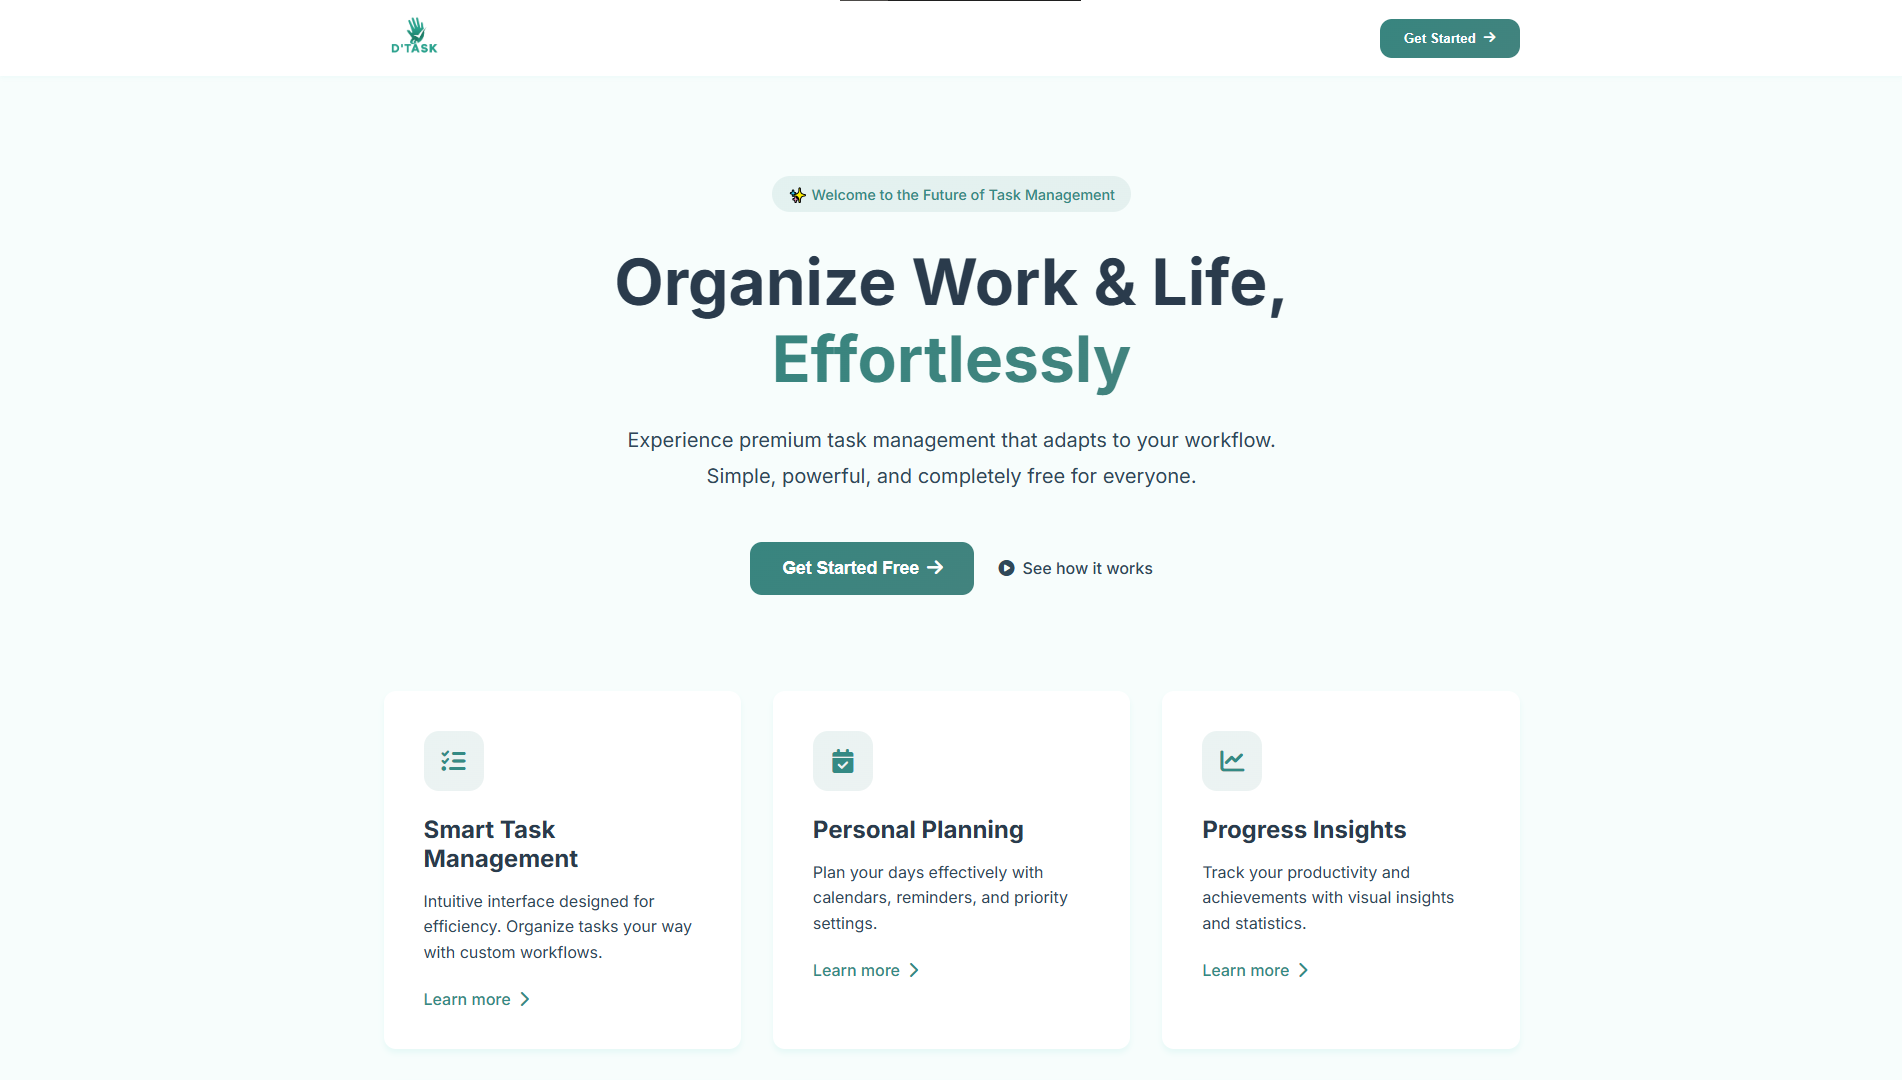 D'TASK
Get Started
✨ Welcome to the Future of Task Management
Organize Work & Life,
Effortlessly
Experience premium task management that adapts to your workflow.
Simple, powerful, and completely free for everyone.
Get Started Free
See how it works
Smart Task
Management
Intuitive interface designed for
efficiency. Organize tasks your way
with custom workflows.
Learn more
Personal Planning
Plan your days effectively with
calendars, reminders, and priority
settings.
Learn more
Progress Insights
Track your productivity and
achievements with visual insights
and statistics.
Learn more